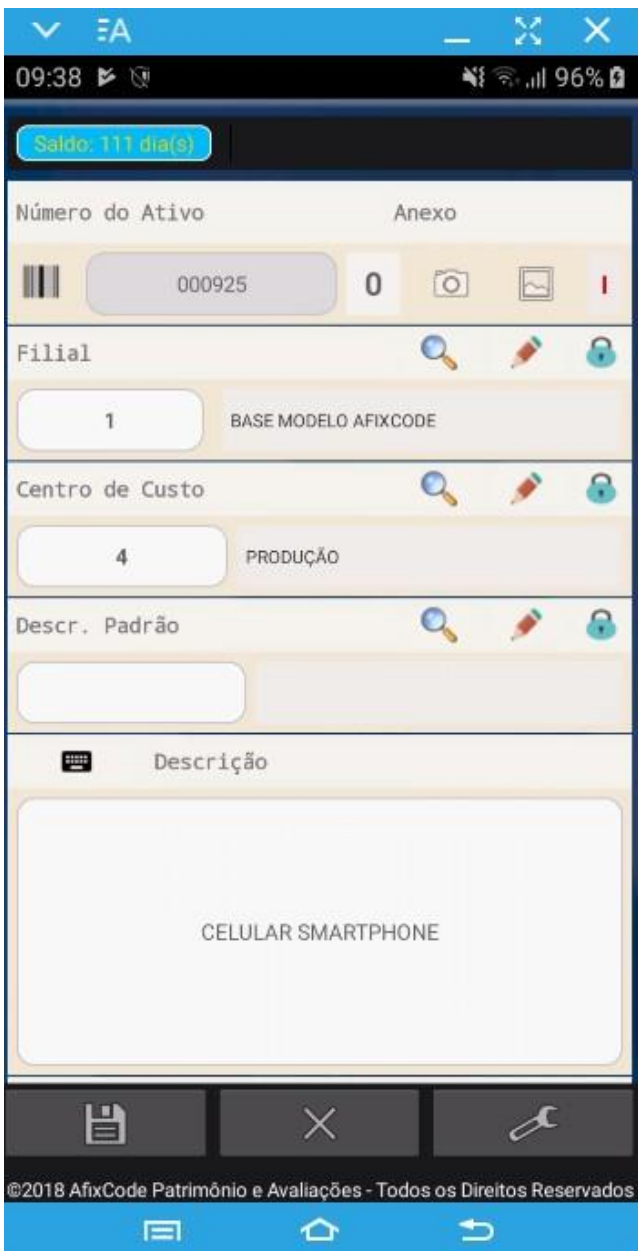 ΞA
09:38 96%
Saldo: 111 dia(s)
Número do Ativo Anexo
000925 0 I
Filial
1 BASE MODELO AFIXCODE
Centro de Custo
4 PRODUÇÃO
Descr. Padrão
Descrição
CELULAR SMARTPHONE
©2018 AfixCode Patrimônio e Avaliações - Todos os Direitos Reservados